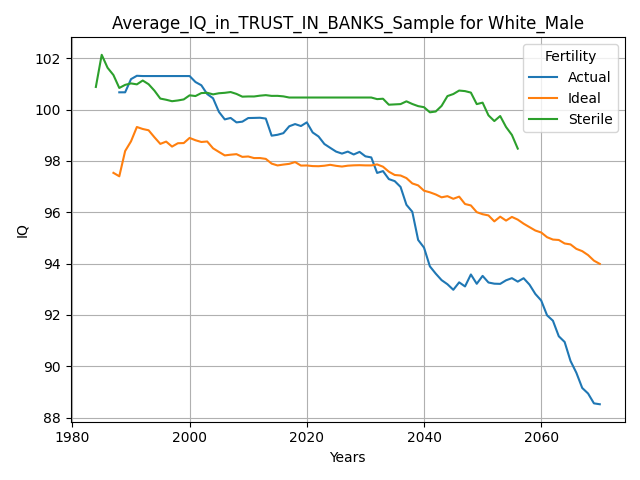 Average_IQ_in_TRUST_IN_BANKS_Sample for White_Male
Fertility
Actual
Ideal
Sterile
102
100
98
96
94
92
90
88
IQ
1980
2000
2020
2040
2060
Years